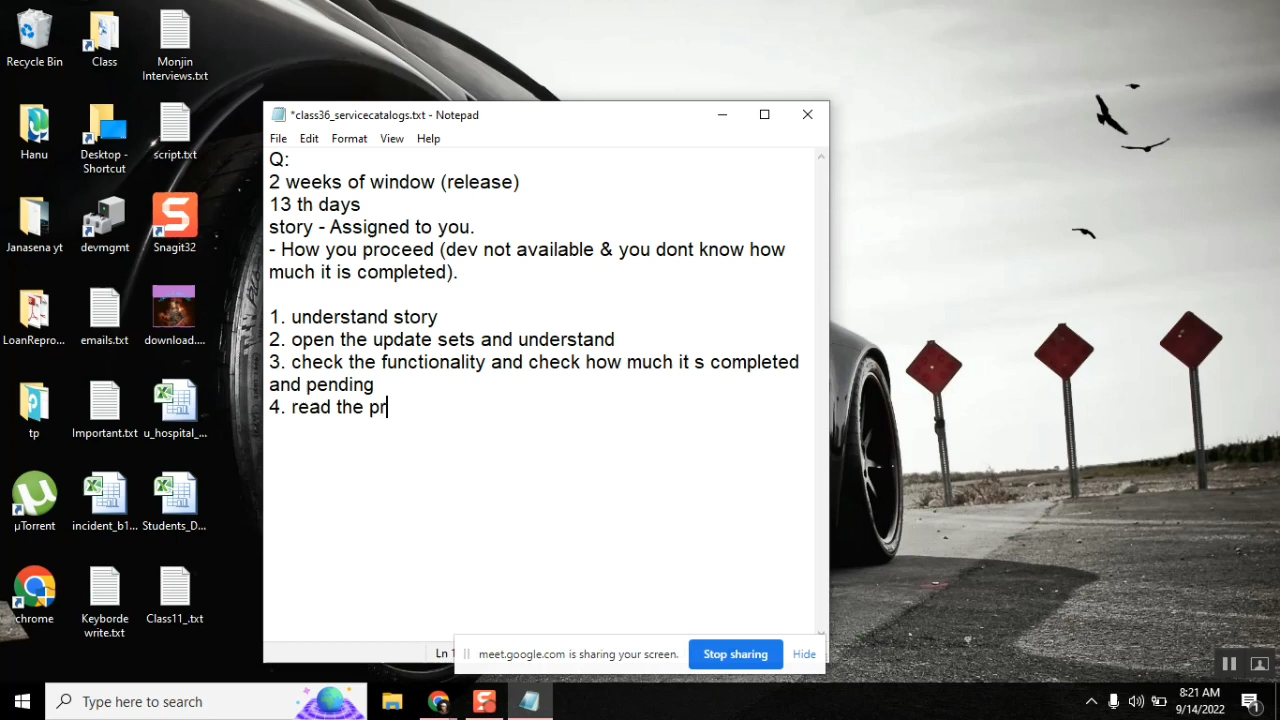 Recycle Bin
Class
Monjin
Interviews.txt
Hanu
Desktop -
Shortcut
script.txt
Janasena yt
devmgmt
Snagit32
LoanRepro...
emails.txt
download....
tp
Important.txt
u_hospital_...
µTorrent
incident_b1...
Students_D...
chrome
Keyborde
write.txt
Class11_.txt
*class36_servicecatalogs.txt - Notepad
File Edit Format View Help
Q:
2 weeks of window (release)
13 th days
story - Assigned to you.
- How you proceed (dev not available & you dont know how
much it is completed).
1. understand story
2. open the update sets and understand
3. check the functionality and check how much it s completed
and pending
4. read the pr
Ln 1
meet.google.com is sharing your screen.
Stop sharing
Hide
Type here to search
8:21 AM
9/14/2022
1